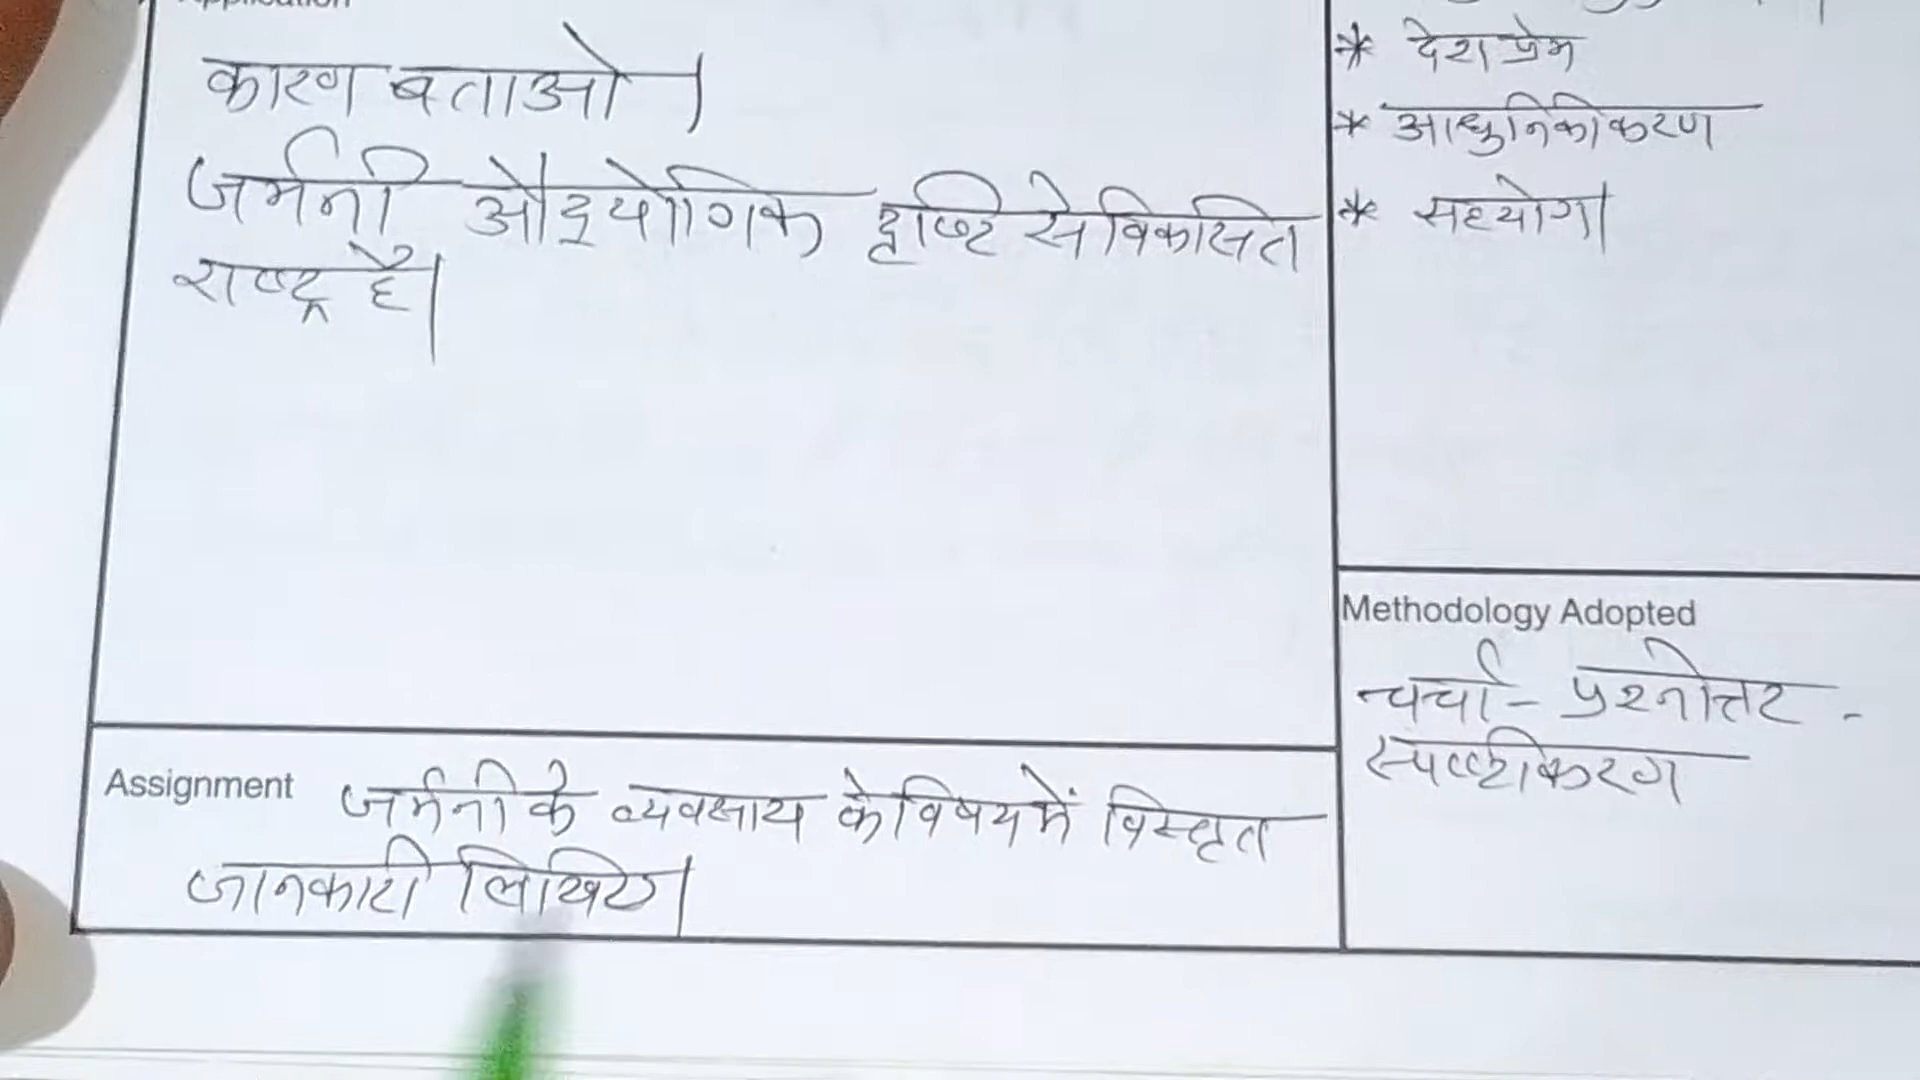 Application
कारण बताओ।
जर्मनी औद्योगिक दृष्टि से विकसित
राष्ट्र है।
* देश प्रेम
* आधुनिकीकरण
* सहयोग।
Methodology Adopted
चर्चा - प्रश्नोत्तर -
स्पष्टीकरण
Assignment जर्मनी के व्यवसाय के विषय में विस्तृत
जानकारी लिखिए।